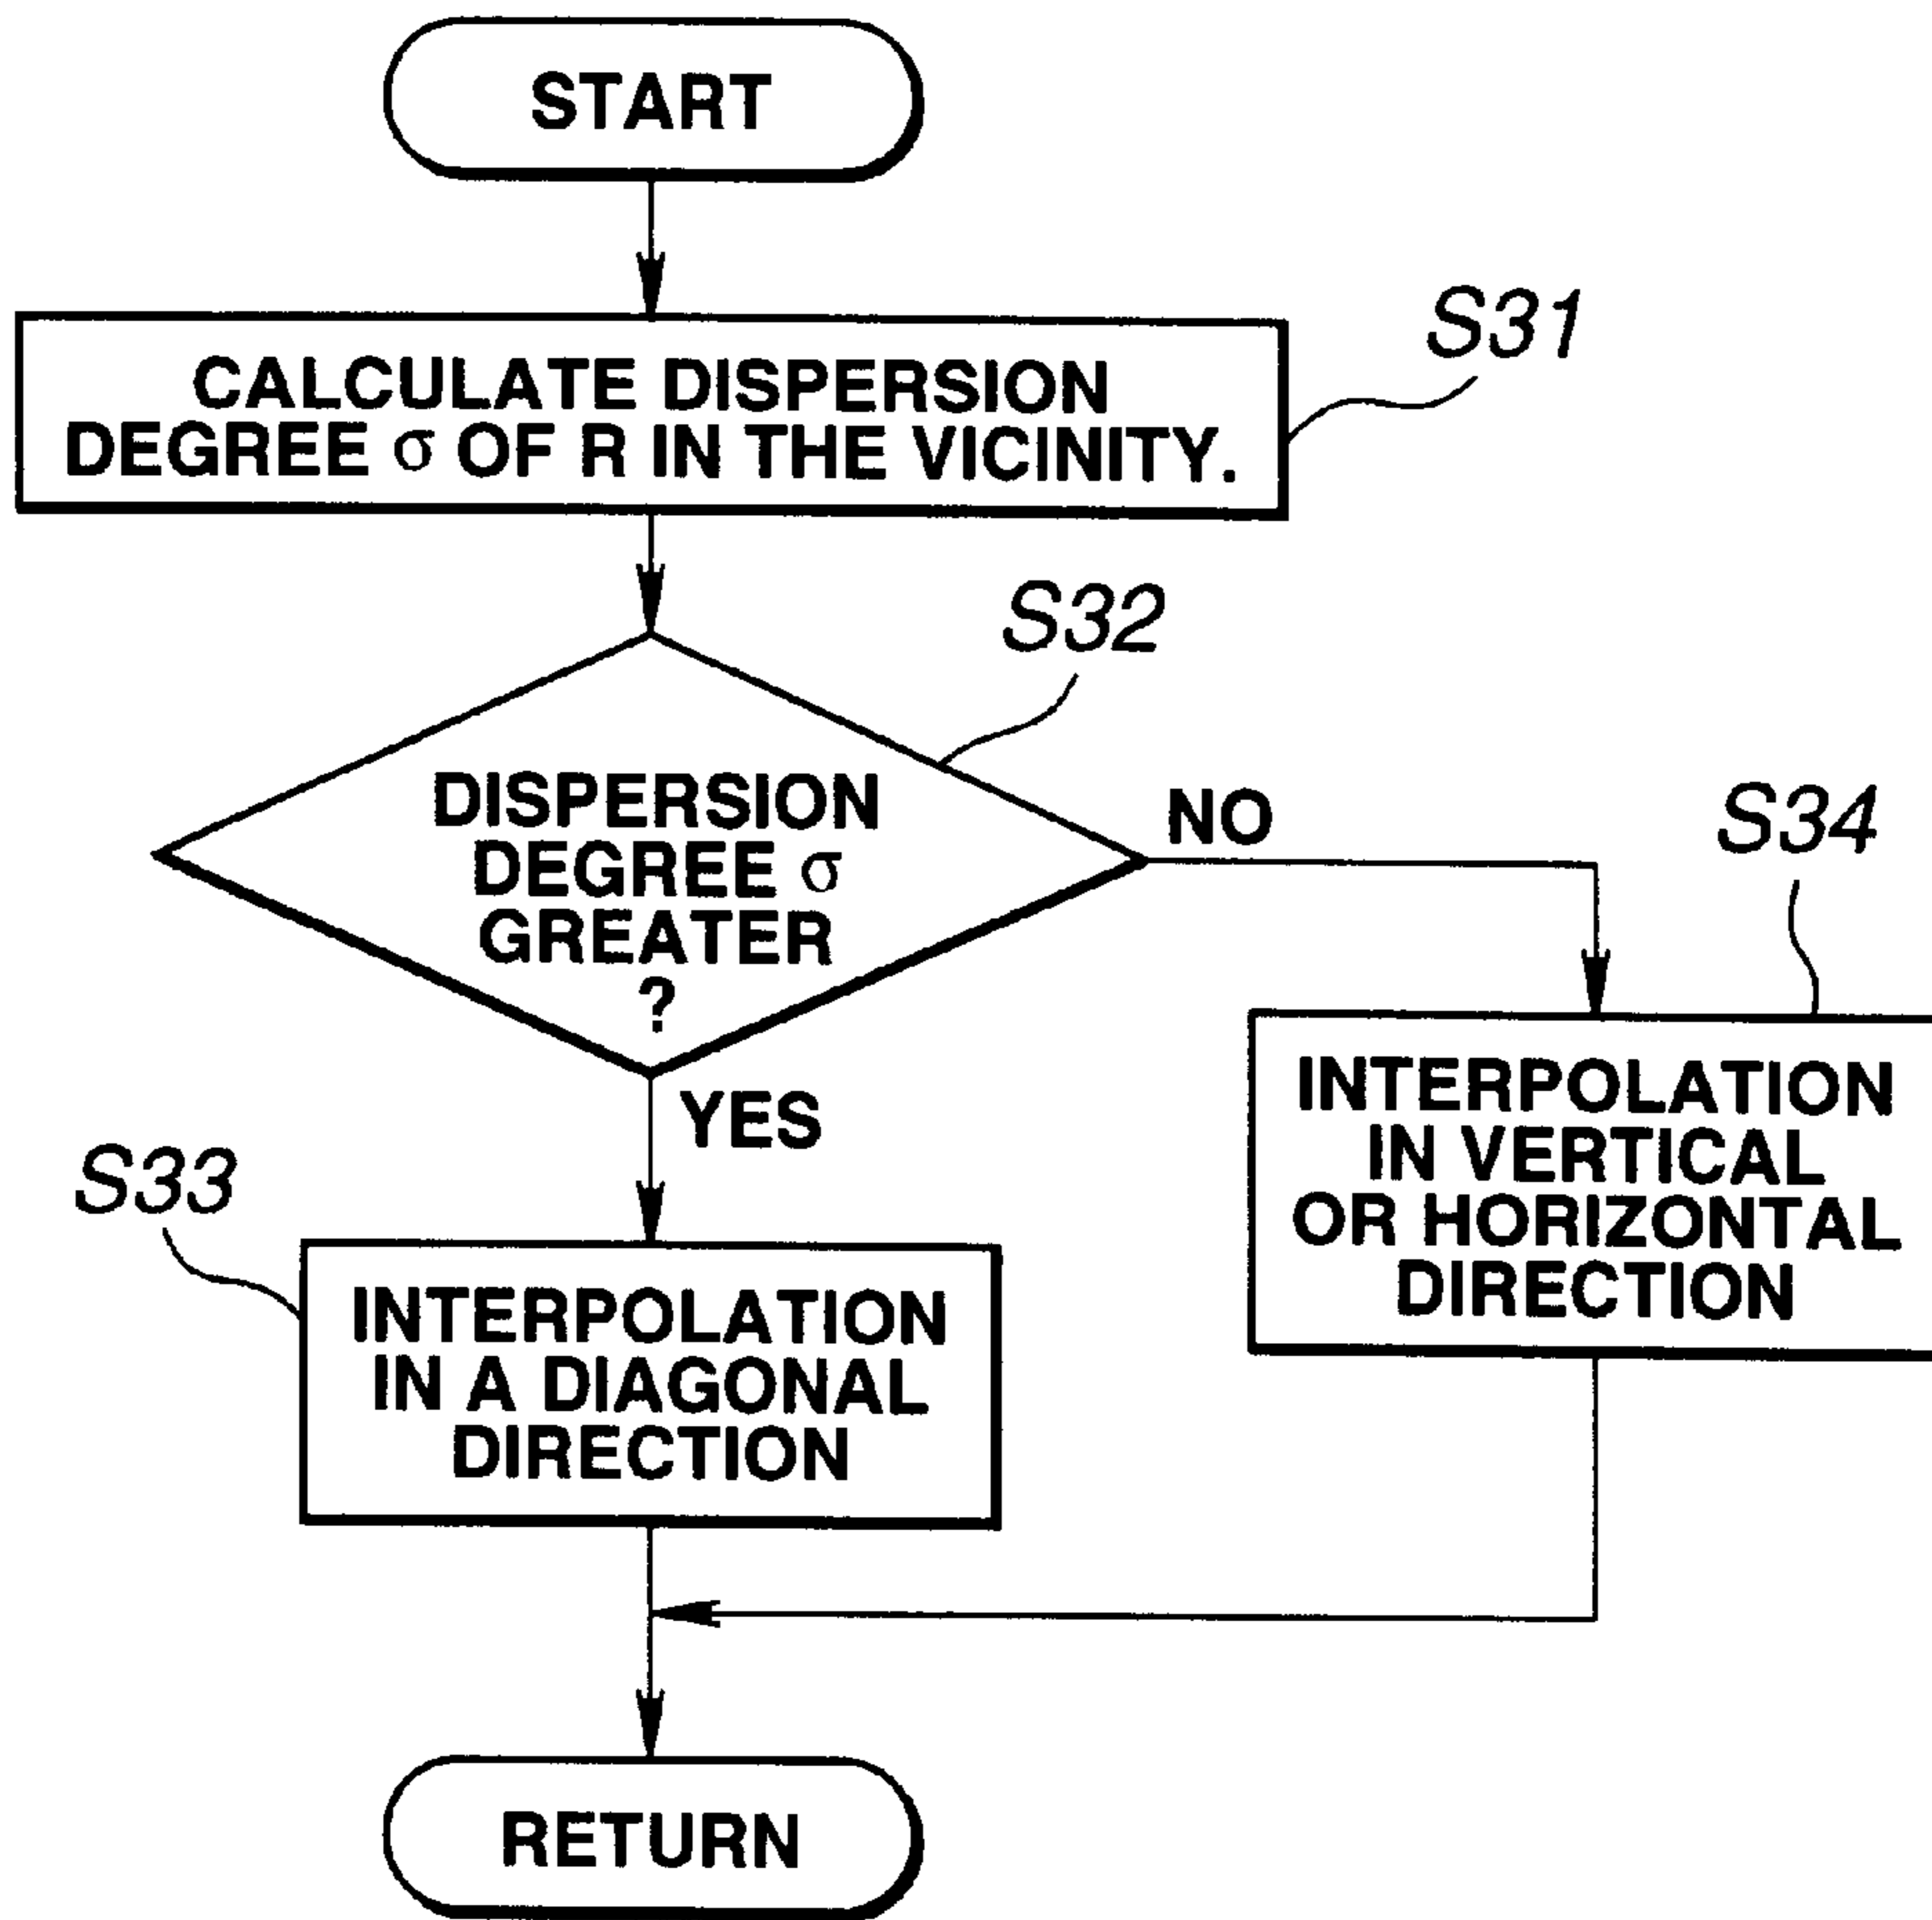 START
S31
CALCULATE DISPERSION
DEGREE σ OF R IN THE VICINITY.
S32
DISPERSION
DEGREE σ
GREATER
?
NO
YES
S34
INTERPOLATION
IN VERTICAL
OR HORIZONTAL
DIRECTION
S33
INTERPOLATION
IN A DIAGONAL
DIRECTION
RETURN